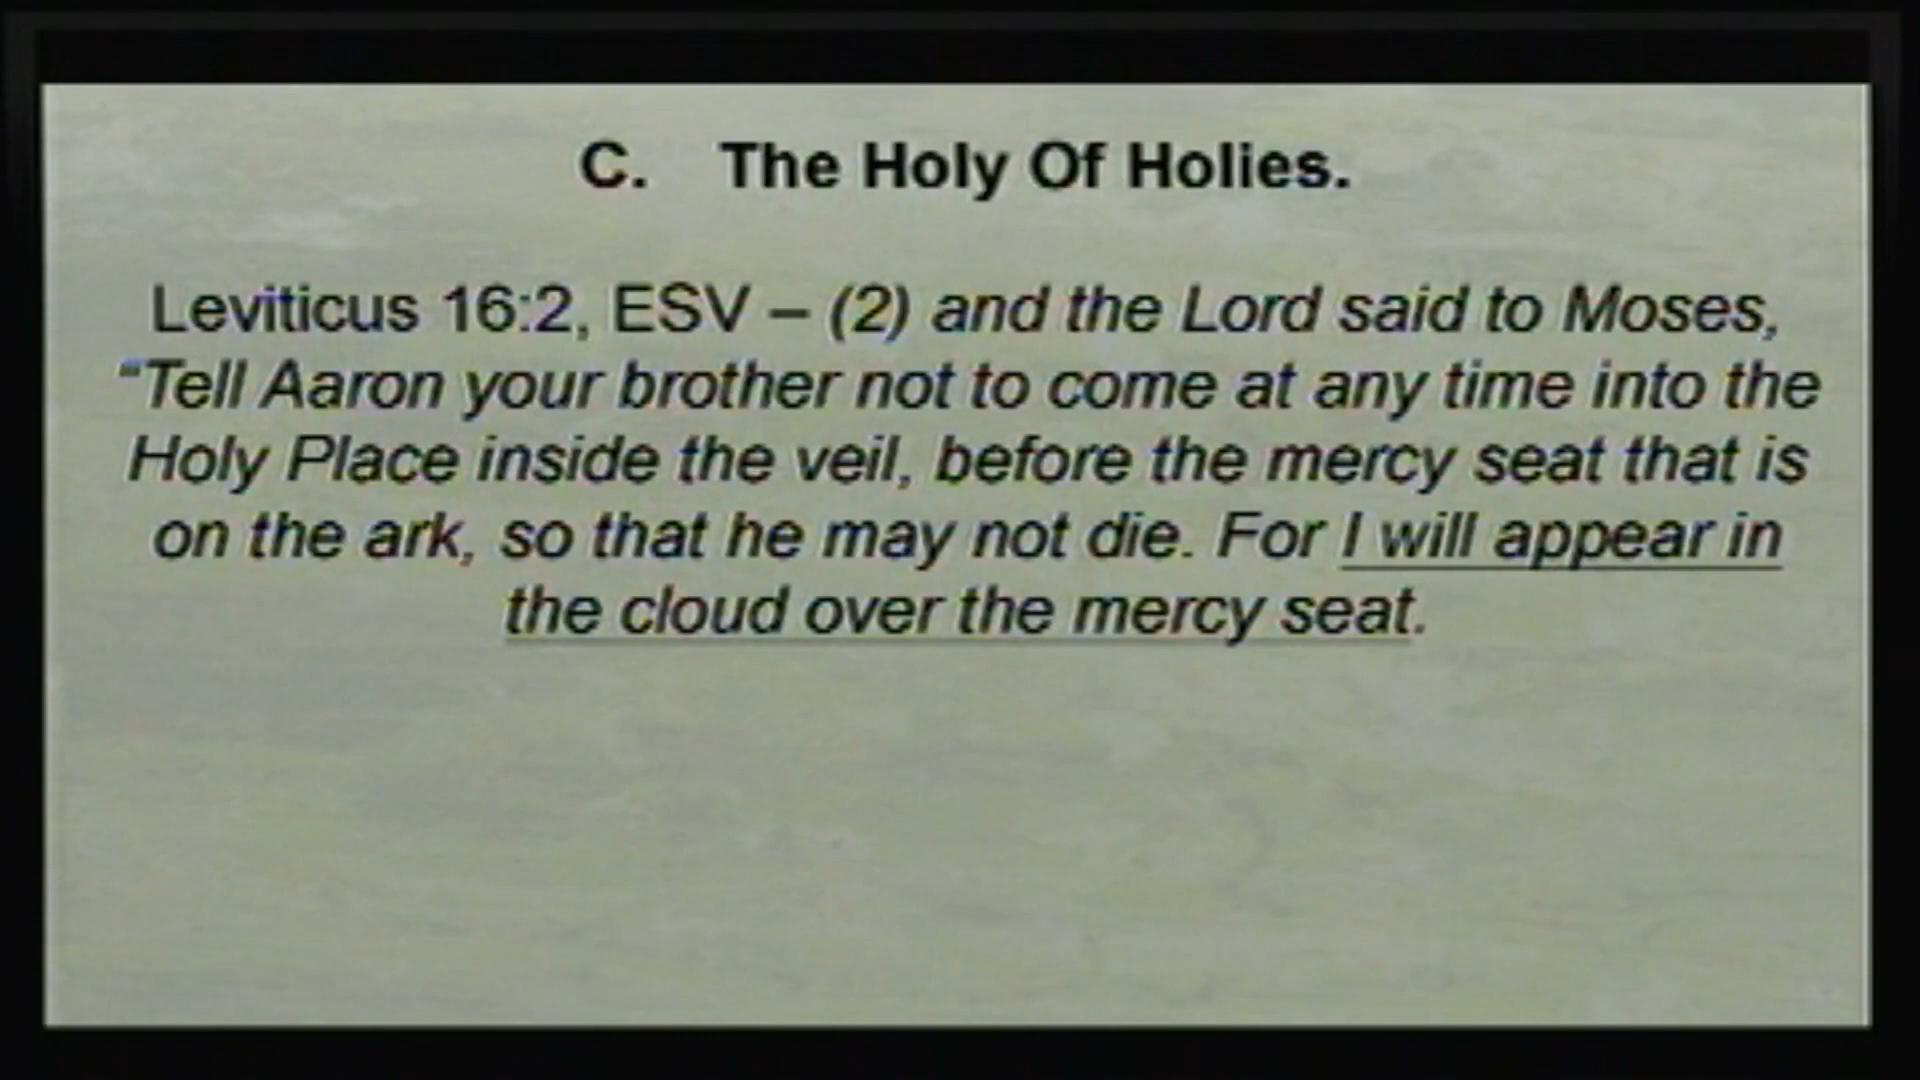 C. The Holy Of Holies.
Leviticus 16:2, ESV – (2) and the Lord said to Moses,
“Tell Aaron your brother not to come at any time into the
Holy Place inside the veil, before the mercy seat that is
on the ark, so that he may not die. For I will appear in
the cloud over the mercy seat.